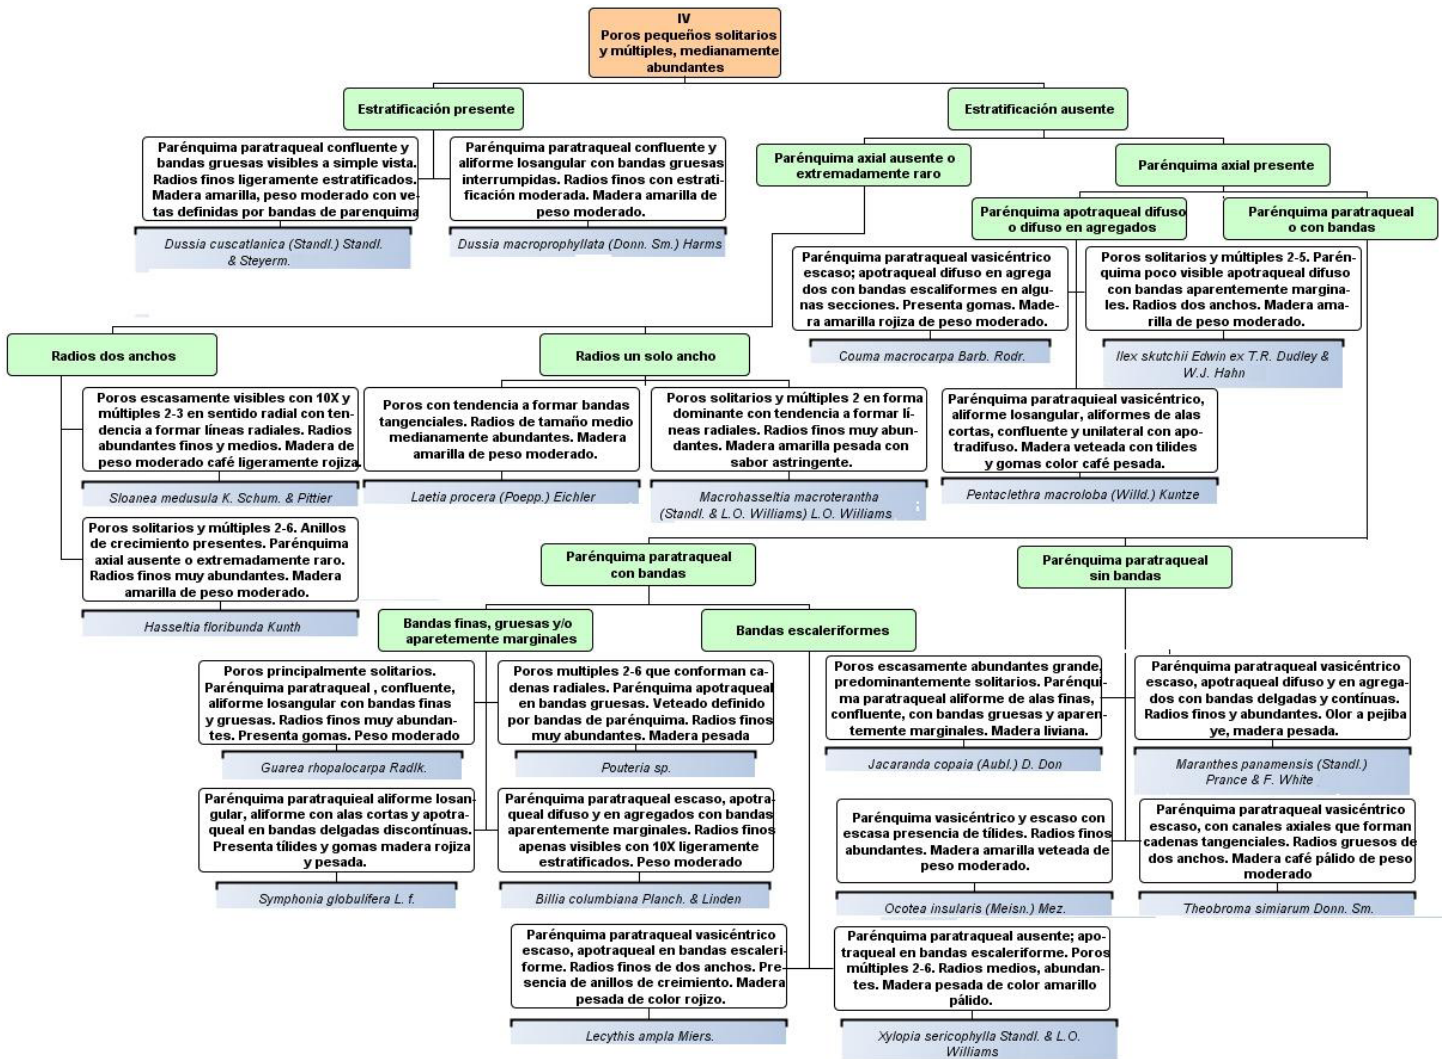 IV
Poros pequeños solitarios
y múltiples, medianamente
abundantes
Estratificación presente
Estratificación ausente
Parénquima paratraqueal confluente y
bandas gruesas visibles a simple vista.
Radios finos ligeramente estratificados.
Madera amarilla, peso moderado con ve-
tas definidas por bandas de parenquima
Dussia cuscatlanica (Standl.) Standl.
& Steyerm.
Parénquima paratraqueal confluente y
aliforme losangular con bandas gruesas
interrumpidas. Radios finos con estrati-
ficación moderada. Madera amarilla de
peso moderado.
Dussia macroprophyllata (Donn. Sm.) Harms
Parénquima axial ausente o
extremadamente raro
Parénquima axial presente
Parénquima apotraqueal difuso
o difuso en agregados
Parénquima paratraqueal
o con bandas
Parénquima paratraqueal vasicéntrico
escaso; apotraqueal difuso en agrega
dos con bandas escaliformes en algu-
nas secciones. Presenta gomas. Made-
ra amarilla rojiza de peso moderado.
Couma macrocarpa Barb. Rodr.
Poros solitarios y múltiples 2-5. Parén-
quima poco visible apotraqueal difuso
con bandas aparentemente margina-
les. Radios dos anchos. Madera ama-
rilla de peso moderado.
Ilex skutchii Edwin ex T.R. Dudley &
W.J. Hahn
Radios dos anchos
Radios un solo ancho
Poros escasamente visibles con 10X y
múltiples 2-3 en sentido radial con ten-
dencia a formar líneas radiales. Radios
abundantes finos y medios. Madera de
peso moderado café ligeramente rojiza.
Sloanea medusula K. Schum. & Pittier
Poros con tendencia a formar bandas
tangenciales. Radios de tamaño medio
medianamente abundantes. Madera
amarilla de peso moderado.
Laetia procera (Poepp.) Eichler
Poros solitarios y múltiples 2 en forma
dominante con tendencia a formar lí-
neas radiales. Radios finos muy abun-
dantes. Madera amarilla pesada con
sabor astringente.
Macrohasseltia macroterantha
(Standl. & L.O. Williams) L.O. Wiilliams
Parénquima paratraquieal vasicéntrico,
aliforme losangular, aliformes de alas
cortas, confluente y unilateral con apo-
tradifuso. Madera veteada con tilides
y gomas color café pesada.
Pentaclethra macroloba (Willd.) Kuntze
Poros solitarios y múltiples 2-6. Anillos
de crecimiento presentes. Parénquima
axial ausente o extremadamente raro.
Radios finos muy abundantes. Madera
amarilla de peso moderado.
Hasseltia floribunda Kunth
Parénquima paratraqueal
con bandas
Parénquima paratraqueal
sin bandas
Bandas finas, gruesas y/o
aparetemente marginales
Bandas escaleriformes
Poros principalmente solitarios.
Parénquima paratraqueal , confluente,
aliforme losangular con bandas finas
y gruesas. Radios finos muy abundan-
tes. Presenta gomas. Peso moderado
Guarea rhopalocarpa Radlk.
Poros multiples 2-6 que conforman ca-
denas radiales. Parénquima apotraqueal
en bandas gruesas. Veteado definido
por bandas de parénquima. Radios finos
muy abundantes. Madera pesada
Pouteria sp.
Poros escasamente abundantes grande,
predominantemente solitarios. Parénqui-
ma paratraqueal aliforme de alas finas,
confluente, con bandas gruesas y aparen-
temente marginales. Madera liviana.
Jacaranda copaia (Aubl.) D. Don
Parénquima paratraqueal vasicéntrico
escaso, apotraqueal difuso y en agrega-
dos con bandas delgadas y contínuas.
Radios finos y abundantes. Olor a pejiba
ye, madera pesada.
Maranthes panamensis (Standl.)
Prance & F. White
Parénquima paratraquieal aliforme losan-
gular, aliforme con alas cortas y apotra-
queal en bandas delgadas discontínuas.
Presenta tílides y gomas madera rojiza
y pesada.
Symphonia globulifera L. f.
Parénquima paratraqueal escaso, apotra-
queal difuso y en agregados con bandas
aparentemente marginales. Radios finos
apenas visibles con 10X ligeramente
estratificados. Peso moderado
Billia columbiana Planch. & Linden
Parénquima vasicéntrico y escaso con
escasa presencia de tílides. Radios finos
abundantes. Madera amarilla veteada de
peso moderado.
Ocotea insularis (Meisn.) Mez.
Parénquima paratraqueal vasicéntrico
escaso, con canales axiales que forman
cadenas tangenciales. Radios gruesos de
dos anchos. Madera café pálido de peso
moderado
Theobroma simiarum Donn. Sm.
Parénquima paratraqueal vasicéntrico
escaso, apotraqueal en bandas escaleri-
forme. Radios finos de dos anchos. Pre-
sencia de anillos de creimiento. Madera
pesada de color rojizo.
Lecythis ampla Miers.
Parénquima paratraqueal ausente; apo-
traqueal en bandas escaleriforme. Poros
múltiples 2-6. Radios medios, abundan-
tes. Madera pesada de color amarillo
pálido.
Xylopia sericophylla Standl. & L.O.
Williams